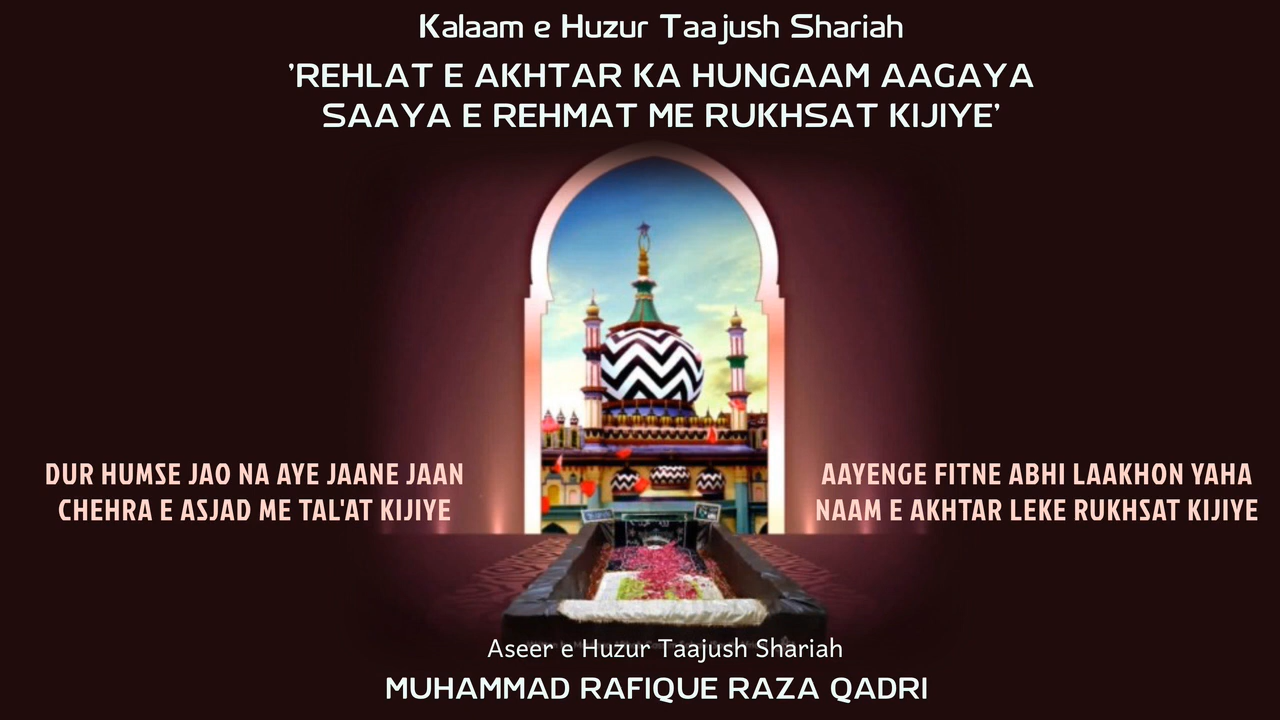 Kalaam e Huzur Taajush Shariah
'REHLAT E AKHTAR KA HUNGAAM AAGAYA
SAAYA E REHMAT ME RUKHSAT KIJIYE'
DUR HUMSE JAO NA AYE JAANE JAAN
CHEHRA E ASJAD ME TAL'AT KIJIYE
AAYENGE FITNE ABHI LAAKHON YAHA
NAAM E AKHTAR LEKE RUKHSAT KIJIYE
Aseer e Huzur Taajush Shariah
MUHAMMAD RAFIQUE RAZA QADRI